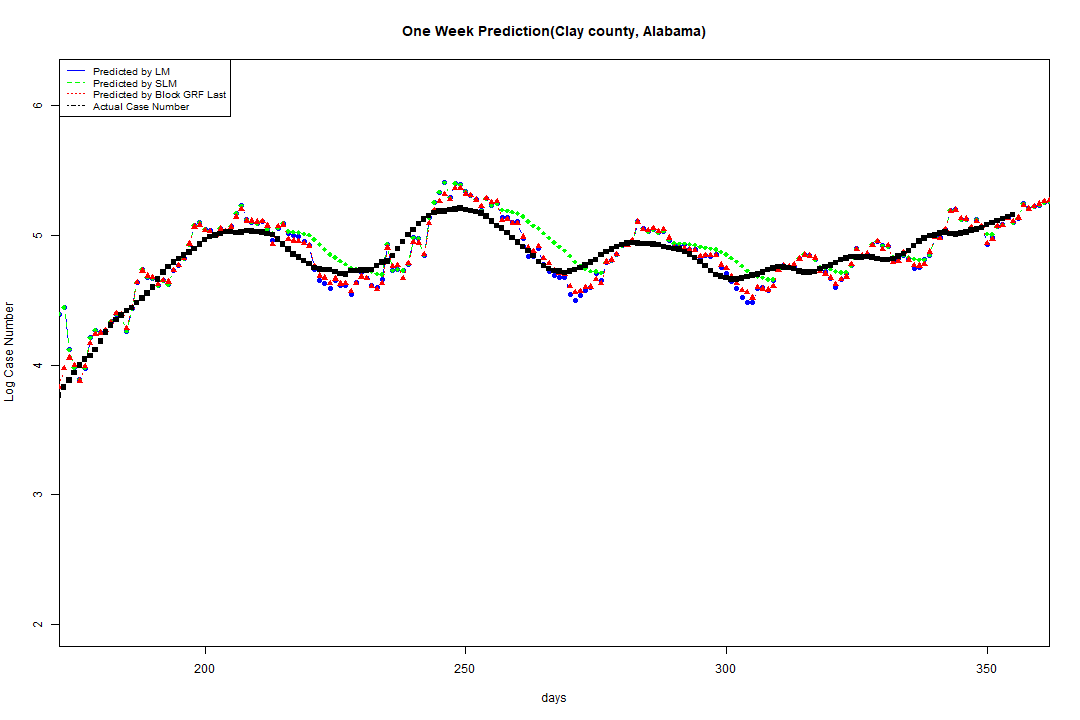 One Week Prediction(Clay county, Alabama)
Predicted by LM
Predicted by SLM
Predicted by Block GRF Last
Actual Case Number
6
5
4
3
2
Log Case Number
200 250 300 350
days